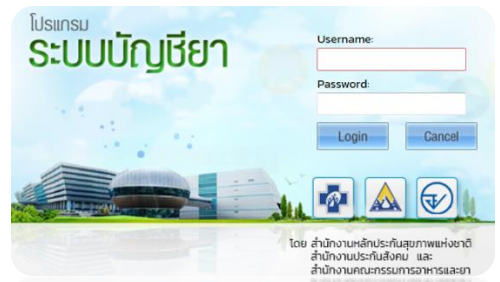 โปรแกรม
ระบบบัญชียา
Username:
Password:
Login Cancel
โดย สำนักงานหลักประกันสุขภาพแห่งชาติ
สำนักงานประกันสังคม และ
สำนักงานคณะกรรมการอาหารและยา